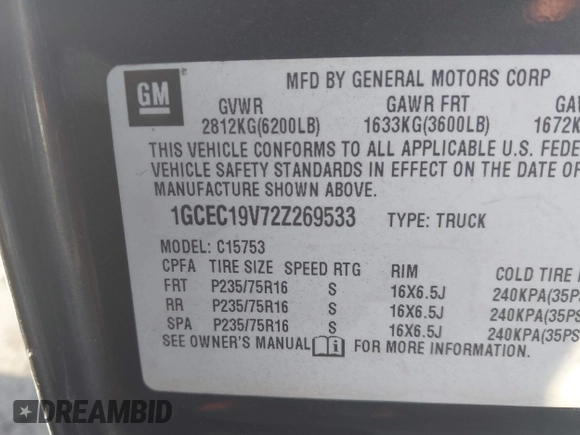 GM
MFD BY GENERAL MOTORS CORP
GVWR GAWR FRT
2812KG(6200LB) 1633KG(3600LB)
THIS VEHICLE CONFORMS TO ALL APPLICABLE U.S.
VEHICLE SAFETY STANDARDS IN EFFECT ON THE DATE OF
MANUFACTURE SHOWN ABOVE.
1GCEC19V72Z269533 TYPE: TRUCK
MODEL: C15753
CPFA TIRE SIZE SPEED RTG RIM COLD TIRE
FRT P235/75R16 S 16X6.5J 240KPA(35PS
RR P235/75R16 S 16X6.5J 240KPA(35PS
SPA P235/75R16 S 16X6.5J 240KPA(35PS
SEE OWNER'S MANUAL i FOR MORE INFORMATION.
DREAMBID